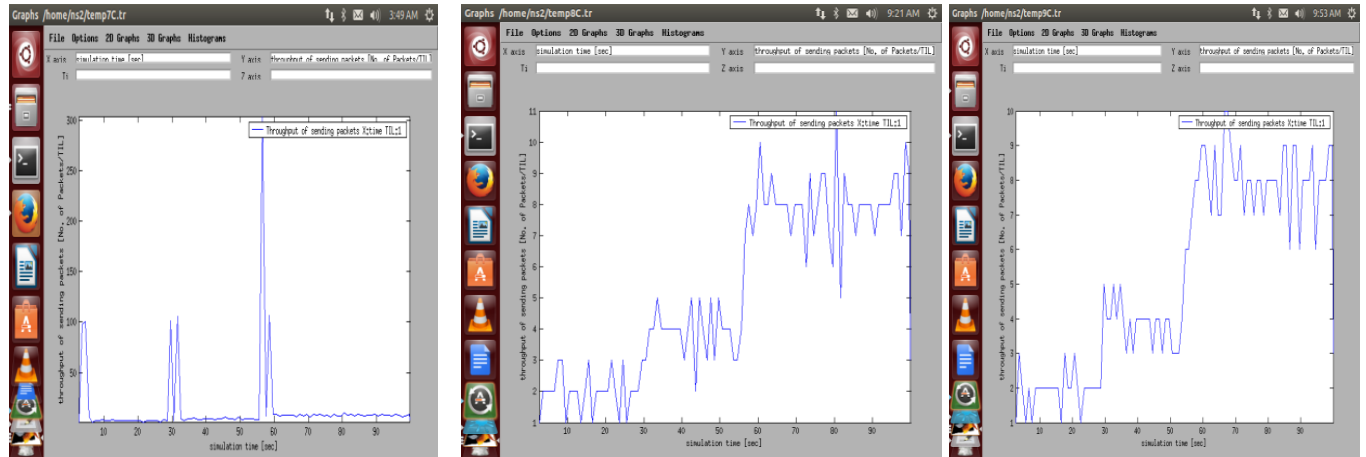 Graphs /home/ns2/temp7C.tr
3:49 AM
File Options 2D Graphs 3D Graphs Histograms
X axis simulation time [sec] Y axis throughput of sending packets [No. of Packets/TIL]
Ti Z axis
throughput of sending packets [No. of Packets/TIL]
Throughput of sending packets X:time TIL:1
300
250
200
150
100
50
10 20 30 40 50 60 70 80 90
simulation time [sec]
Graphs /home/ns2/temp8C.tr
9:21 AM
File Options 2D Graphs 3D Graphs Histograms
X axis simulation time [sec] Y axis throughput of sending packets [No. of Packets/TIL]
Ti Z axis
throughput of sending packets [No. of Packets/TIL]
Throughput of sending packets X:time TIL:1
11
10
9
8
7
6
5
4
3
2
1
10 20 30 40 50 60 70 80 90
simulation time [sec]
Graphs /home/ns2/temp9C.tr
9:53 AM
File Options 2D Graphs 3D Graphs Histograms
X axis simulation time [sec] Y axis throughput of sending packets [No. of Packets/TIL]
Ti Z axis
throughput of sending packets [No. of Packets/TIL]
Throughput of sending packets X:time TIL:1
10
9
8
7
6
5
4
3
2
1
10 20 30 40 50 60 70 80 90
simulation time [sec]